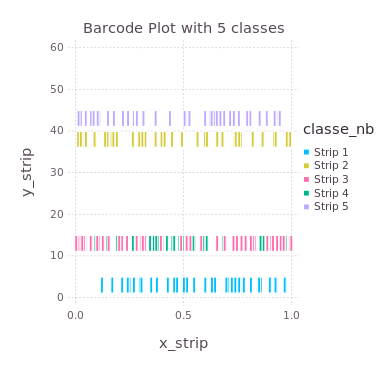 Barcode Plot with 5 classes
60
50
40
30
20
10
0
y_strip
0.0
0.5
1.0
x_strip
classe_nb
Strip 1
Strip 2
Strip 3
Strip 4
Strip 5